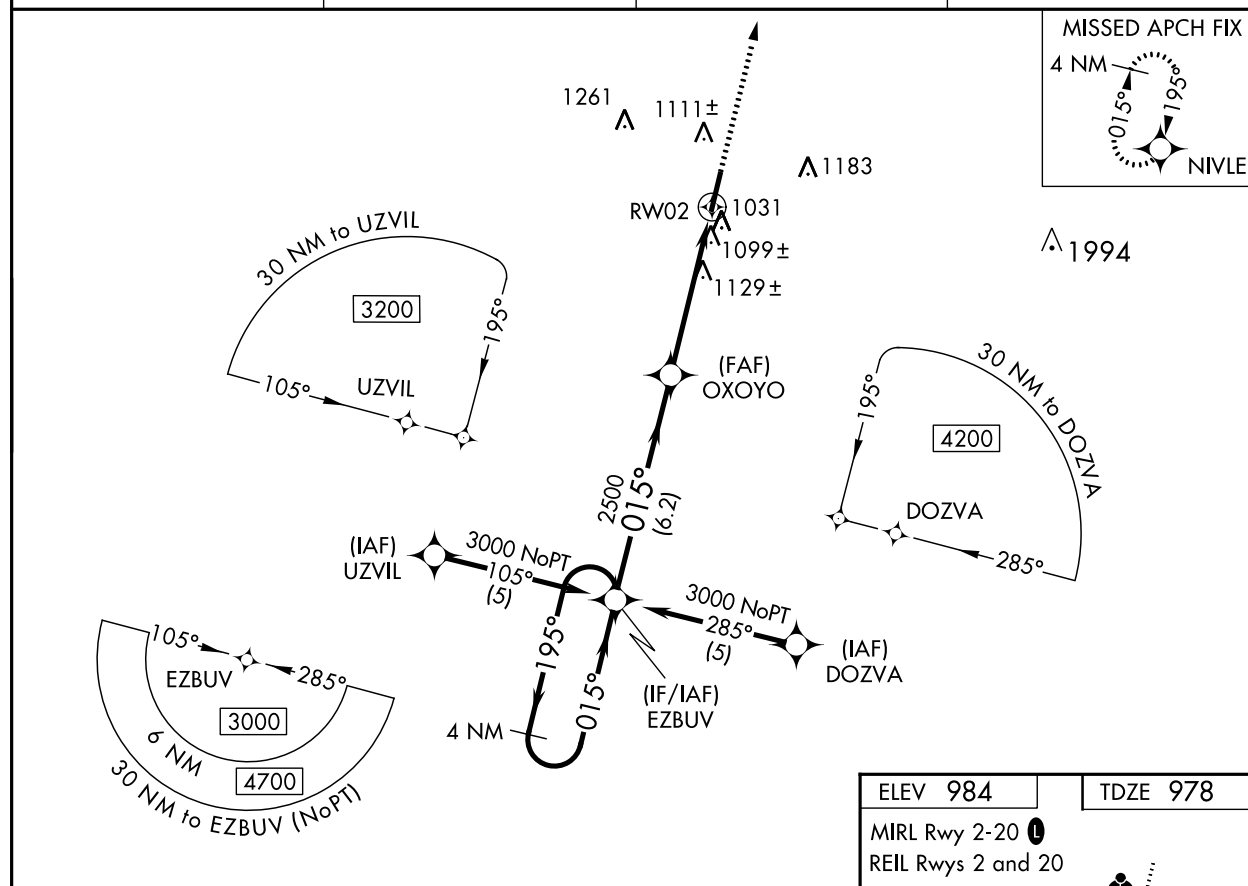 MISSED APCH FIX
4 NM
015°
195°
NIVLE
1261
1111±
1183
RW02
1031
1099±
1129±
1994
30 NM to UZVIL
3200
195°
105°
UZVIL
(FAF)
OXOYO
30 NM to DOZVA
195°
4200
DOZVA
285°
2500
015°
(6.2)
(IAF)
UZVIL
3000 NoPT
105°
(5)
3000 NoPT
285°
(5)
(IAF)
DOZVA
195°
015°
(IF/IAF)
EZBUV
4 NM
105°
EZBUV
285°
3000
6 NM
4700
30 NM to EZBUV (NoPT)
ELEV 984
TDZE 978
MIRL Rwy 2-20 L
REIL Rwys 2 and 20